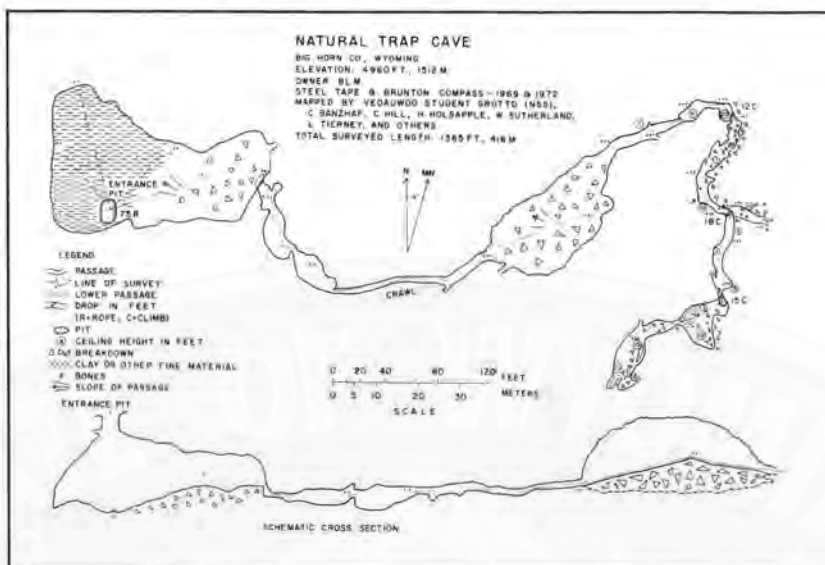 NATURAL TRAP CAVE
BIG HORN CO., WYOMING
ELEVATION: 4960 FT., 1512 M.
OWNER BLM.
STEEL TAPE & BRUNTON COMPASS - 1969 & 1972
MAPPED BY VEDAUWOO STUDENT GROTTO (NSS),
C BANZHAF, C HILL, H HOLSAPPLE, W SUTHERLAND,
L TIERNEY, AND OTHERS
TOTAL SURVEYED LENGTH: 1365 FT, 416 M
N MN
ENTRANCE
PIT
75R
12C
18C
15C
CRAWL
LEGEND
PASSAGE
LINE OF SURVEY
LOWER PASSAGE
DROP IN FEET
(R=ROPE, C=CLIMB)
PIT
CEILING HEIGHT IN FEET
BREAKDOWN
CLAY OR OTHER FINE MATERIAL
BONES
SLOPE OF PASSAGE
0 20 40 60 120 FEET
0 5 10 20 30 METERS
SCALE
ENTRANCE PIT
SCHEMATIC CROSS SECTION